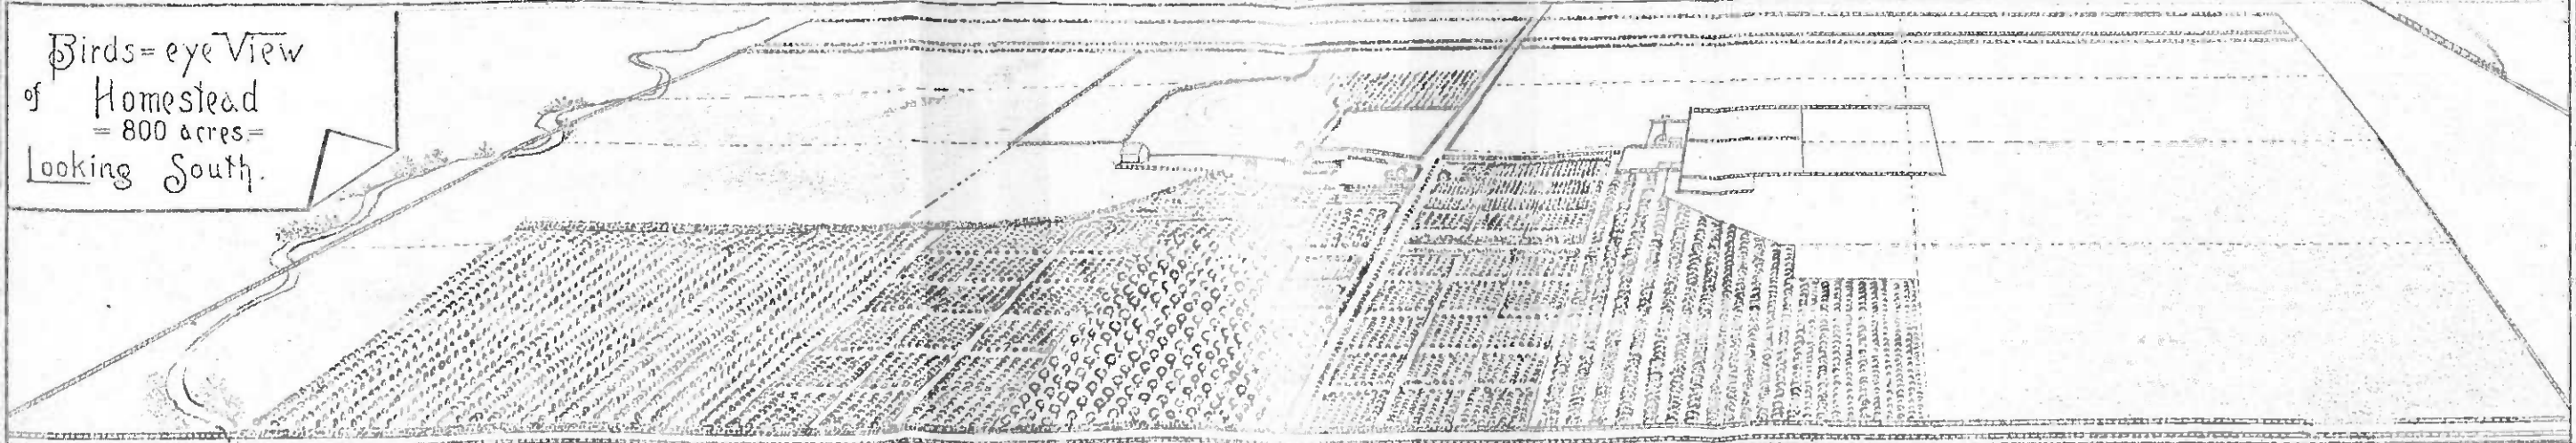 Birds=eye View
of Homestead
= 800 acres=
Looking South.